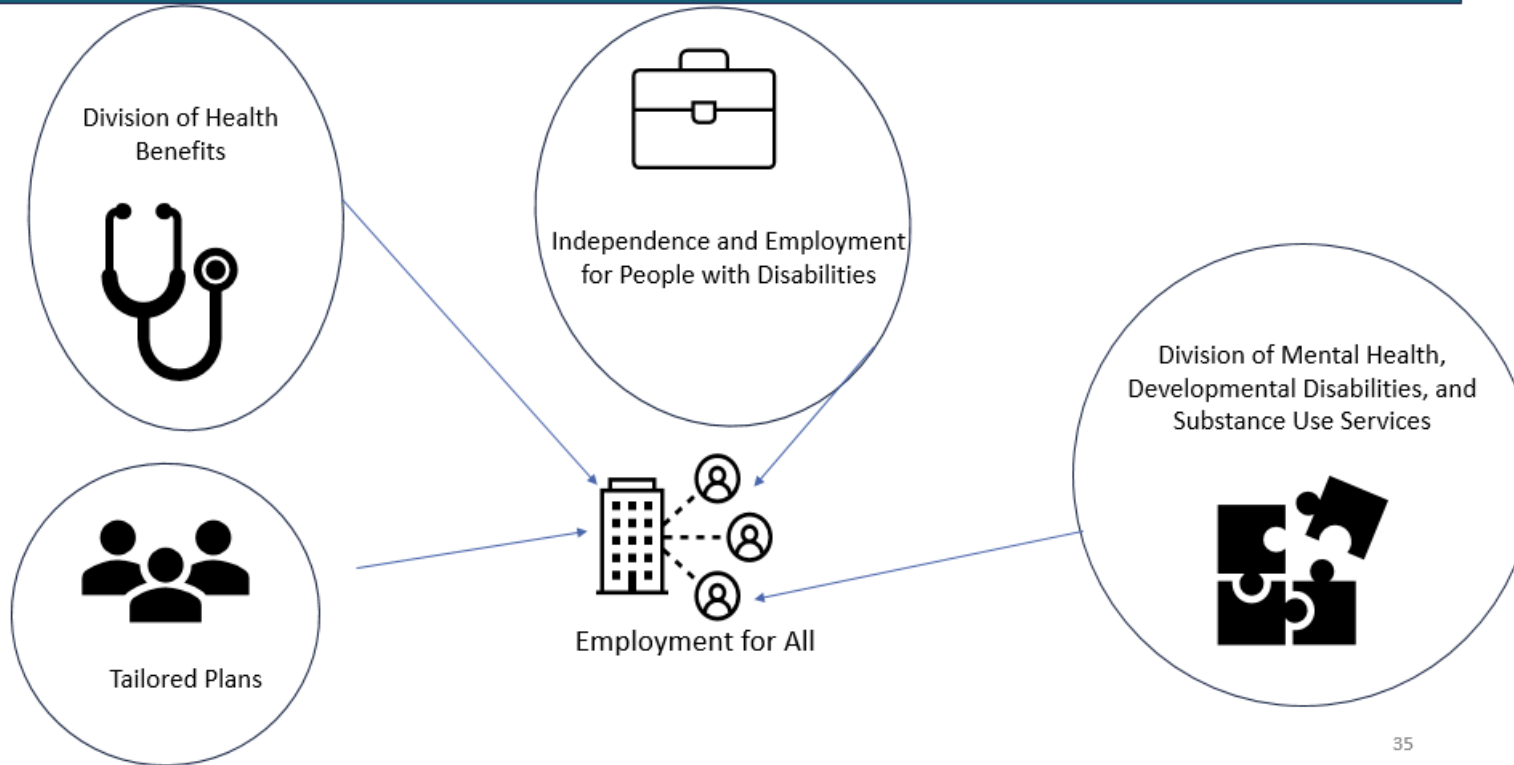 Division of Health
Benefits
Independence and Employment
for People with Disabilities
Division of Mental Health,
Developmental Disabilities, and
Substance Use Services
Tailored Plans
Employment for All
35